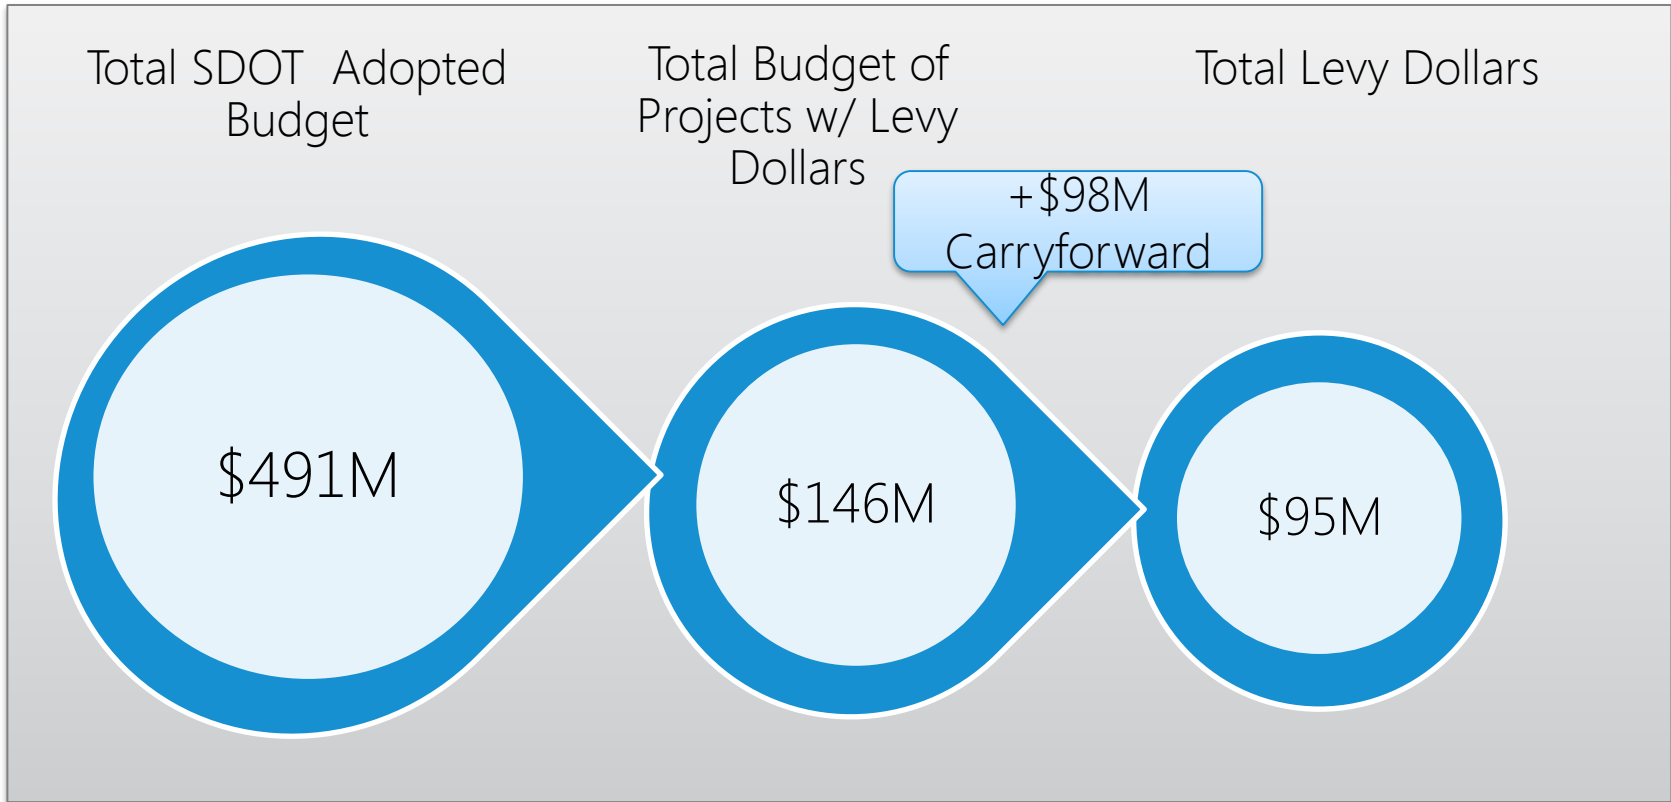 Total SDOT  Adopted
Budget
Total Budget of
Projects w/ Levy
Dollars
Total Levy Dollars
+$98M
Carryforward
$491M
$146M
$95M